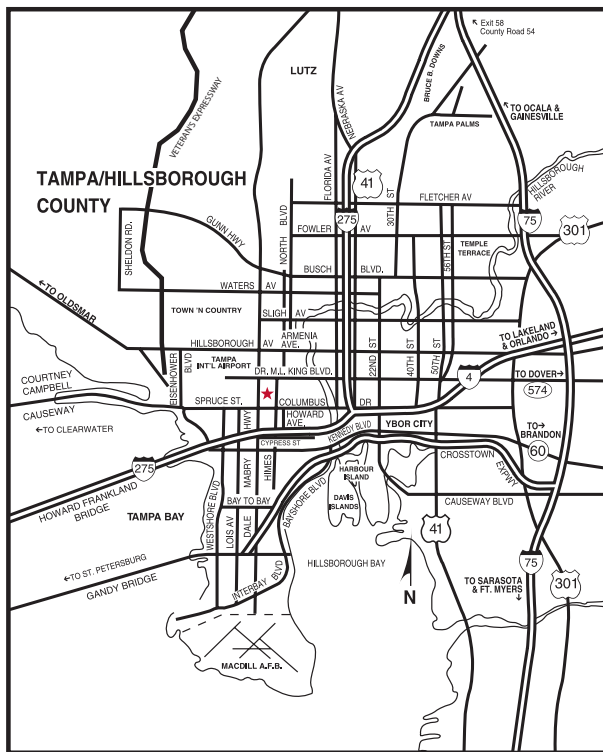 Exit 58
County Road 54
LUTZ
BRUCE B. DOWNS
VETERAN'S EXPRESSWAY
NEBRASKA AV
TO OCALA &
GAINESVILLE
TAMPA PALMS
TAMPA/HILLSBOROUGH
COUNTY
FLORIDA AV
41
30TH ST
HILLSBOROUGH
RIVER
FLETCHER AV
SHELDON RD.
GUNN HWY
NORTH BLVD
275
75
301
FOWLER AV
56TH ST
TEMPLE
TERRACE
BUSCH BLVD.
WATERS AV
←TO OLDSMAR
TOWN 'N COUNTRY
SLIGH AV
ARMENIA
AVE.
HILLSBOROUGH AV
22ND ST
40TH ST
50TH ST
TO LAKELAND
& ORLANDO →
EISENHOWER
BLVD
TAMPA
INT'L AIRPORT
DR. M.L. KING BLVD.
4
TO DOVER→
574
COURTNEY
CAMPBELL
CAUSEWAY
SPRUCE ST.
COLUMBUS DR
HOWARD
AVE.
←TO CLEARWATER
HWY
CYPRESS ST
KENNEDY BLVD
YBOR CITY
TO→
BRANDON
60
CROSSTOWN
EXPWY
275
HOWARD FRANKLAND
BRIDGE
MABRY
HIMES
HARBOUR
ISLAND
DAVIS
ISLANDS
BAYSHORE BLVD
BAY TO BAY
CAUSEWAY BLVD
TAMPA BAY
WESTSHORE BLVD
LOIS AV
DALE
41
←TO ST. PETERSBURG
GANDY BRIDGE
HILLSBOROUGH BAY
INTERBAY
BLVD
N
75
301
TO SARASOTA
& FT. MYERS
MACDILL A.F.B.